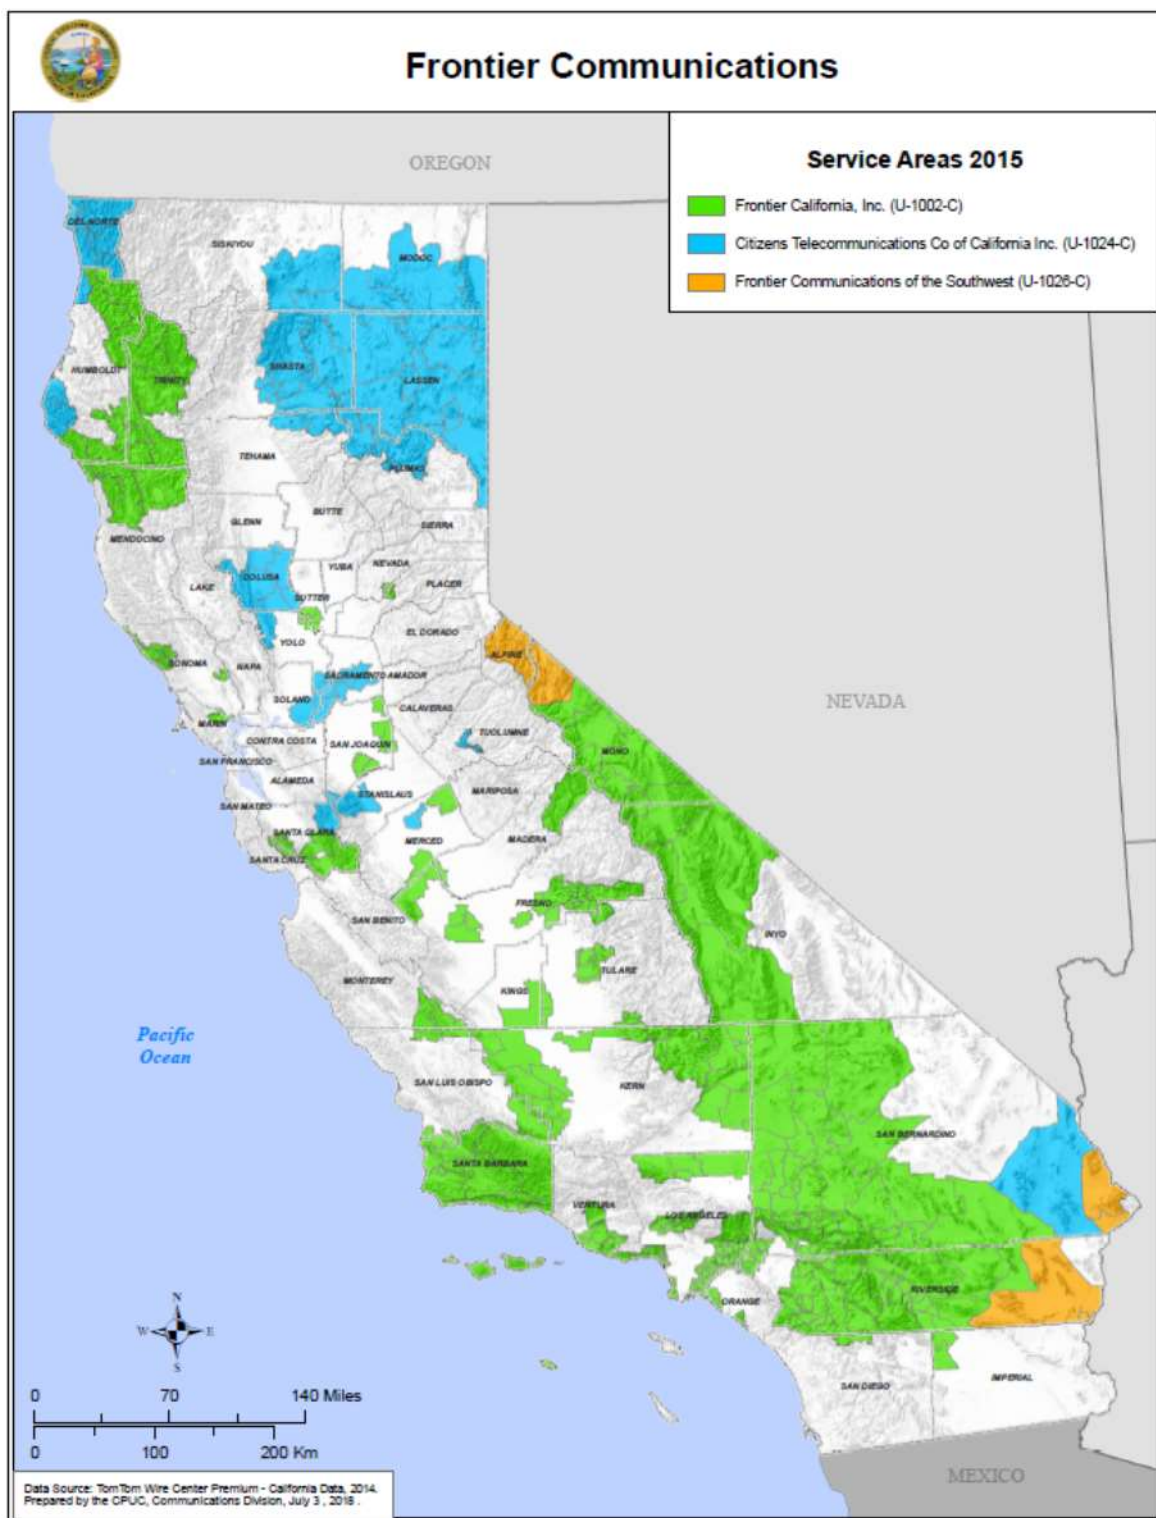 Frontier Communications
Service Areas 2015
Frontier California, Inc. (U-1002-C)
Citizens Telecommunications Co of California Inc. (U-1024-C)
Frontier Communications of the Southwest (U-1026-C)
OREGON
DEL NORTE
SISKIYOU
MODOC
HUMBOLDT
TRINITY
SHASTA
LASSEN
TEHAMA
PLUMAS
BUTTE
GLENN
SIERRA
MENDOCINO
COLUSA
YUBA
NEVADA
LAKE
SUTTER
PLACER
YOLO
EL DORADO
SONOMA
NAPA
ALPINE
SACRAMENTO
AMADOR
SOLANO
NEVADA
CALAVERAS
MARIN
CONTRA COSTA
SAN JOAQUIN
TUOLUMNE
MONO
SAN FRANCISCO
ALAMEDA
STANISLAUS
MARIPOSA
SAN MATEO
SANTA CLARA
MERCED
MADERA
SANTA CRUZ
FRESNO
SAN BENITO
INYO
TULARE
MONTEREY
KINGS
Pacific
Ocean
SAN LUIS OBISPO
KERN
SAN BERNARDINO
SANTA BARBARA
VENTURA
LOS ANGELES
RIVERSIDE
ORANGE
N
W E
S
SAN DIEGO
IMPERIAL
0 70 140 Miles
0 100 200 Km
MEXICO
Data Source: TomTom Wire Center Premium - California Data, 2014.
Prepared by the CPUC, Communications Division, July 3 , 2018 .